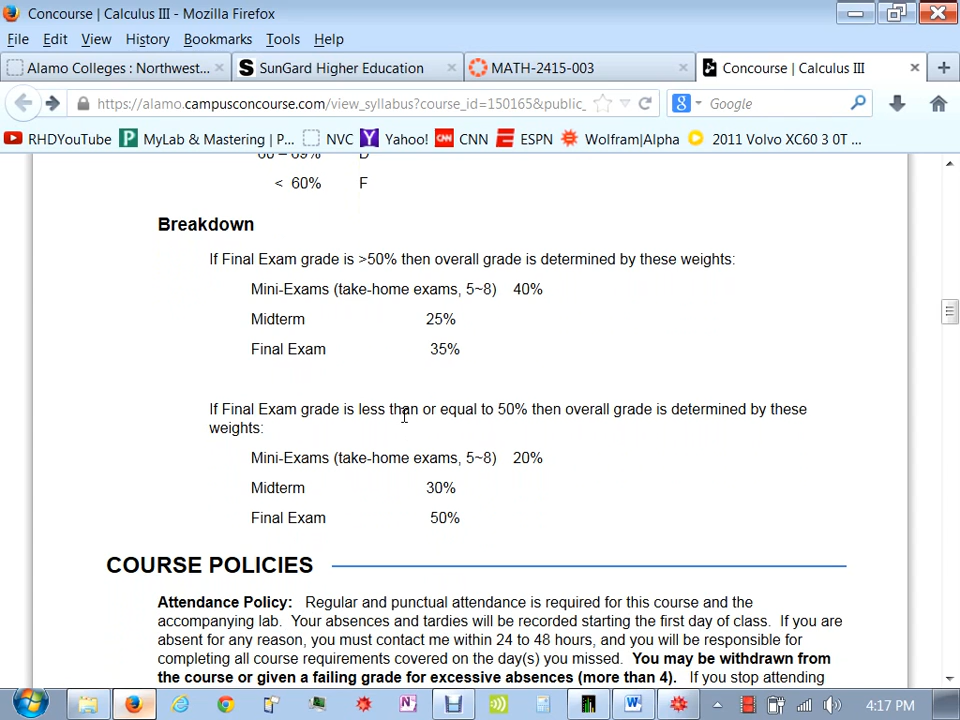 Concourse | Calculus III - Mozilla Firefox
File Edit View History Bookmarks Tools Help
Alamo Colleges : Northwest... × SunGard Higher Education × MATH-2415-003 × Concourse | Calculus III × +
https://alamo.campusconcourse.com/view_syllabus?course_id=150165&public_ Google
RHDYouTube MyLab & Mastering | P... NVC Yahoo! CNN ESPN Wolfram|Alpha 2011 Volvo XC60 3 0T ...
60 – 69% D
< 60% F
Breakdown
If Final Exam grade is >50% then overall grade is determined by these weights:
Mini-Exams (take-home exams, 5~8) 40%
Midterm 25%
Final Exam 35%
If Final Exam grade is less than or equal to 50% then overall grade is determined by these
weights:
Mini-Exams (take-home exams, 5~8) 20%
Midterm 30%
Final Exam 50%
COURSE POLICIES
Attendance Policy: Regular and punctual attendance is required for this course and the
accompanying lab. Your absences and tardies will be recorded starting the first day of class. If you are
absent for any reason, you must contact me within 24 to 48 hours, and you will be responsible for
completing all course requirements covered on the day(s) you missed. You may be withdrawn from
the course or given a failing grade for excessive absences (more than 4). If you stop attending
4:17 PM